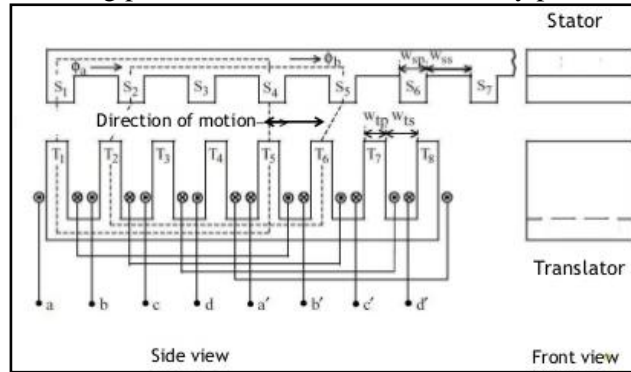 Stator
ϕa
ϕb
wsp wss
S1 S2 S3 S4 S5 S6 S7
Direction of motion
wtp wts
T1 T2 T3 T4 T5 T6 T7 T8
Translator
a b c d a′ b′ c′ d′
Side view Front view